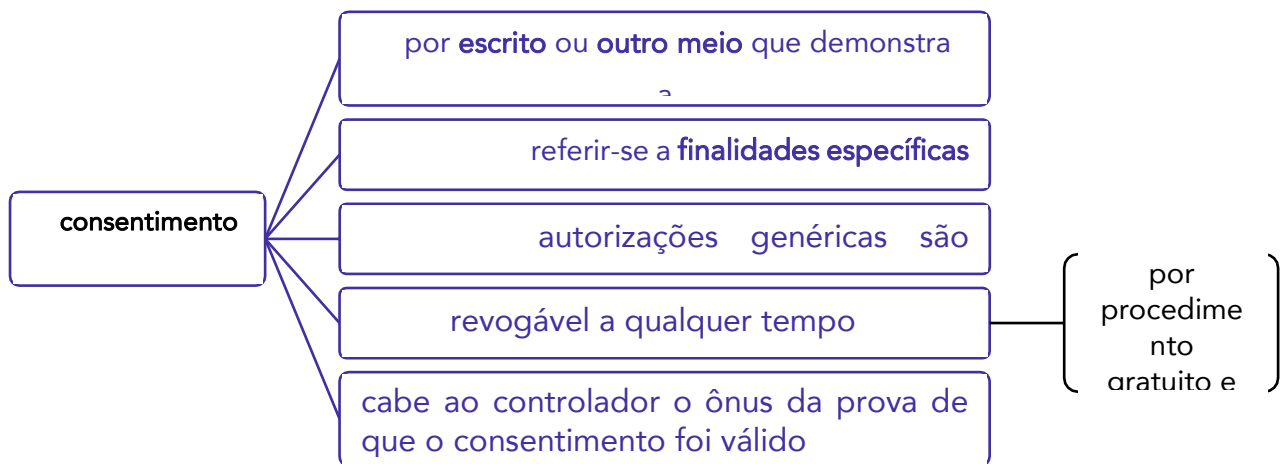 por escrito ou outro meio que demonstra
referir-se a finalidades específicas
consentimento
autorizações genéricas são
revogável a qualquer tempo
por
procedime
nto
gratuito e
cabe ao controlador o ônus da prova de
que o consentimento foi válido